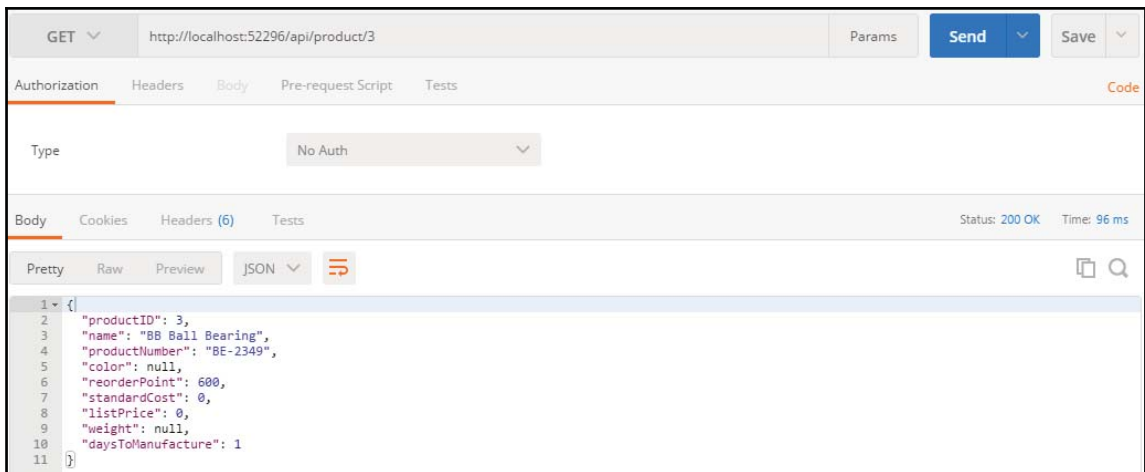 GET http://localhost:52296/api/product/3 Params Send Save
Authorization Headers Body Pre-request Script Tests Code
Type No Auth
Body Cookies Headers (6) Tests Status: 200 OK Time: 96 ms
Pretty Raw Preview JSON
1 {
2 "productID": 3,
3 "name": "BB Ball Bearing",
4 "productNumber": "BE-2349",
5 "color": null,
6 "reorderPoint": 600,
7 "standardCost": 0,
8 "listPrice": 0,
9 "weight": null,
10 "daysToManufacture": 1
11 }